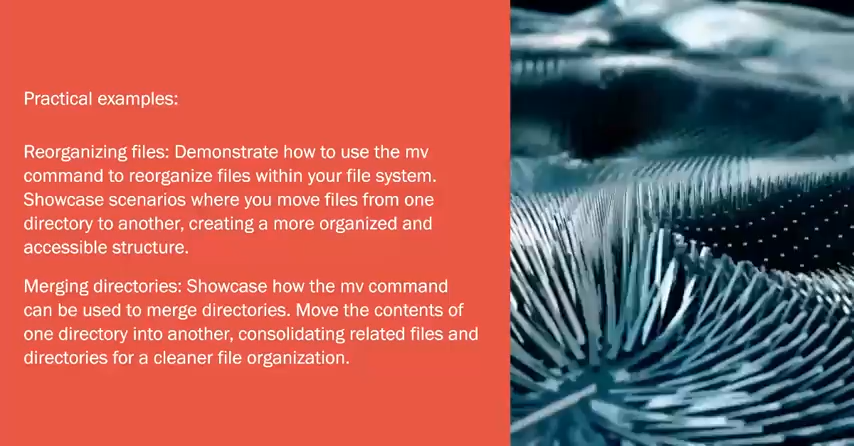 Practical examples:
Reorganizing files: Demonstrate how to use the mv
command to reorganize files within your file system.
Showcase scenarios where you move files from one
directory to another, creating a more organized and
accessible structure.
Merging directories: Showcase how the mv command
can be used to merge directories. Move the contents of
one directory into another, consolidating related files and
directories for a cleaner file organization.